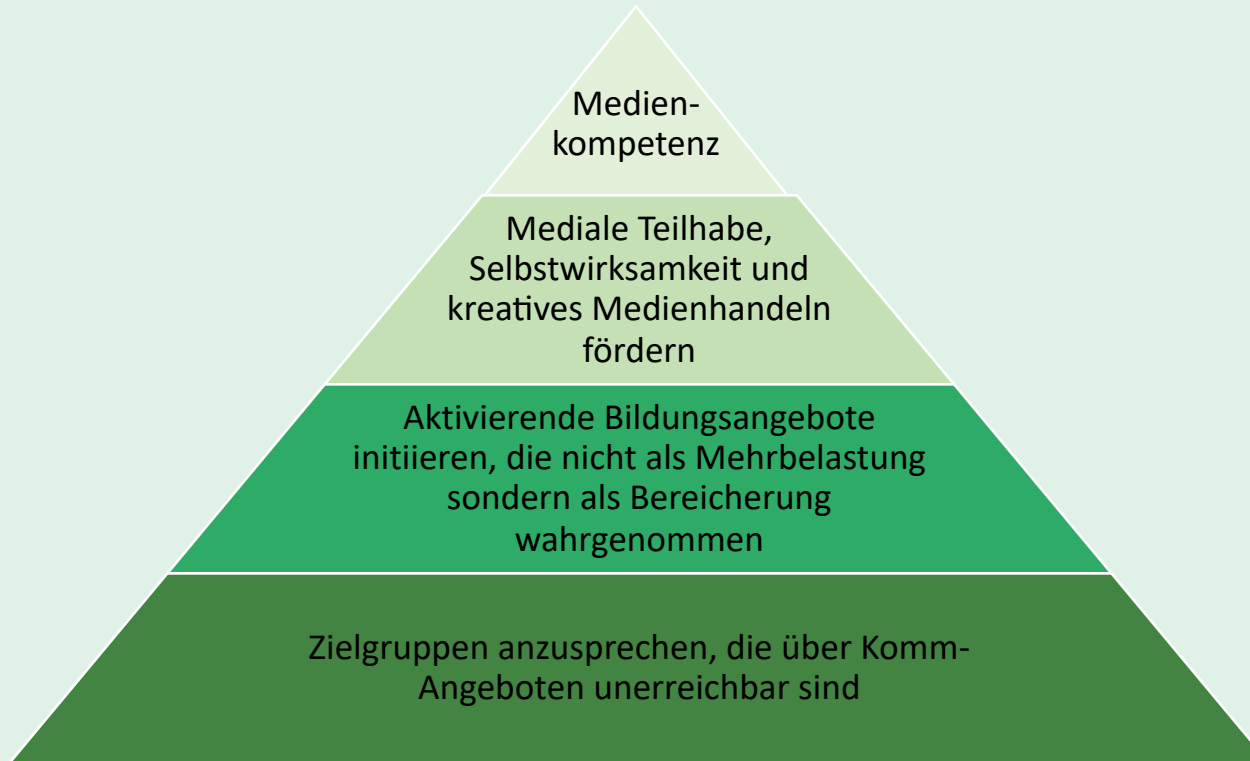 Medien-
kompetenz
Mediale Teilhabe,
Selbstwirksamkeit und
kreatives Medienhandeln
fördern
Aktivierende Bildungsangebote
initiieren, die nicht als Mehrbelastung
sondern als Bereicherung
wahrgenommen
Zielgruppen anzusprechen, die über Komm-
Angeboten unerreichbar sind